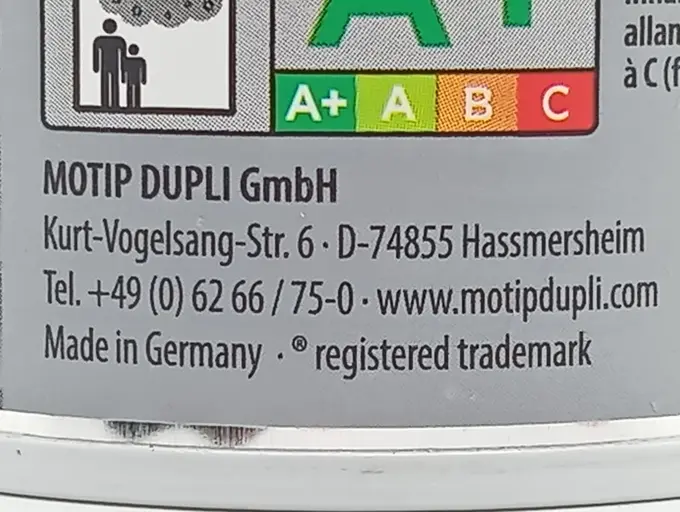 A+
allan
à C (f
A+ A B C
MOTIP DUPLI GmbH
Kurt-Vogelsang-Str. 6 · D-74855 Hassmersheim
Tel. +49 (0) 62 66 / 75-0 · www.motipdupli.com
Made in Germany · ® registered trademark